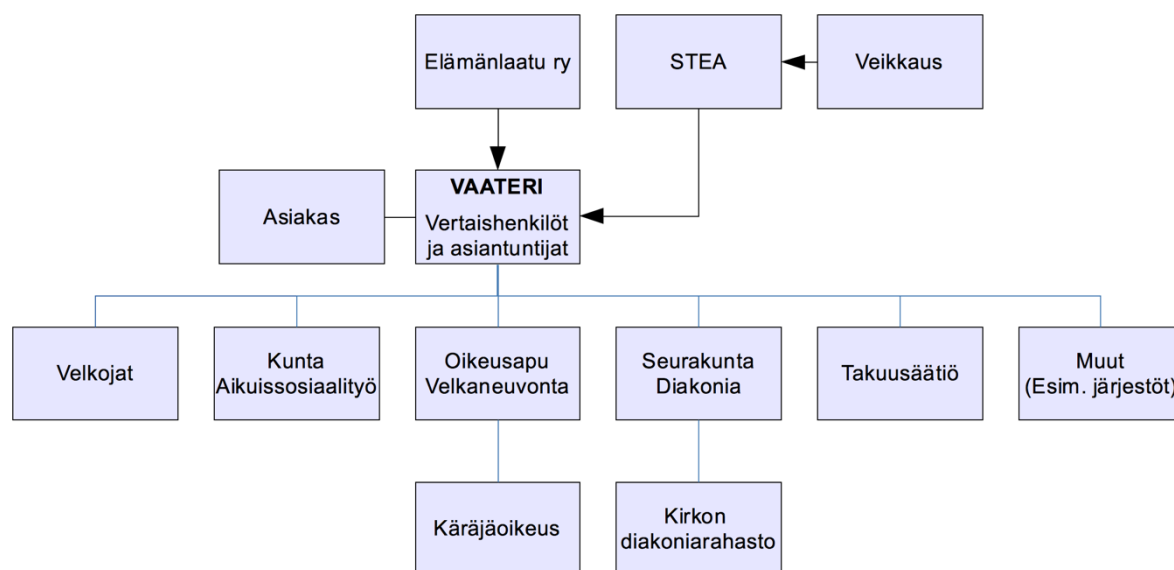 Elämänlaatu ry
STEA
Veikkaus
Asiakas
VAATERI
Vertaishenkilöt
ja asiantuntijat
Velkojat
Kunta
Aikuissosiaalityö
Oikeusapu
Velkaneuvonta
Seurakunta
Diakonia
Takuusäätiö
Muut
(Esim. järjestöt)
Käräjäoikeus
Kirkon
diakoniarahasto